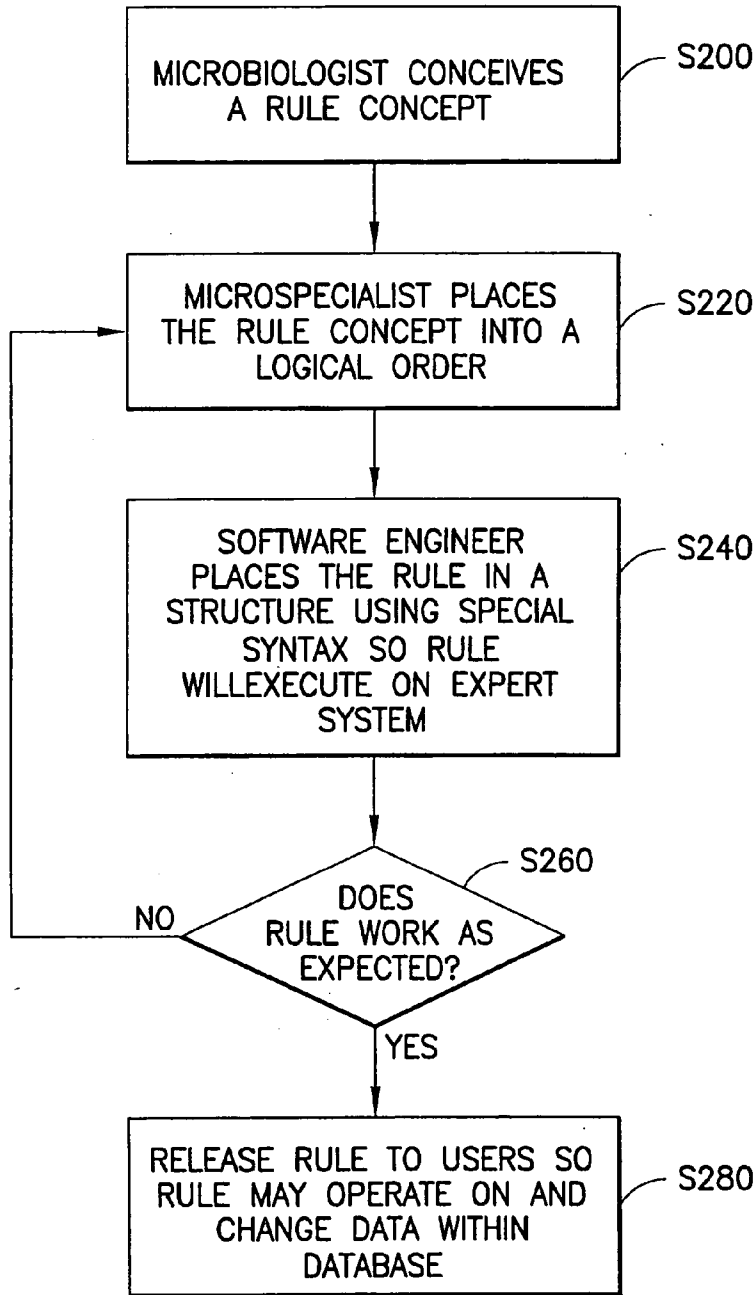 MICROBIOLOGIST CONCEIVES
A RULE CONCEPT
S200
MICROSPECIALIST PLACES
THE RULE CONCEPT INTO A
LOGICAL ORDER
S220
SOFTWARE ENGINEER
PLACES THE RULE IN A
STRUCTURE USING SPECIAL
SYNTAX SO RULE
WILLEXECUTE ON EXPERT
SYSTEM
S240
DOES
RULE WORK AS
EXPECTED?
S260
NO
YES
RELEASE RULE TO USERS SO
RULE MAY OPERATE ON AND
CHANGE DATA WITHIN
DATABASE
S280